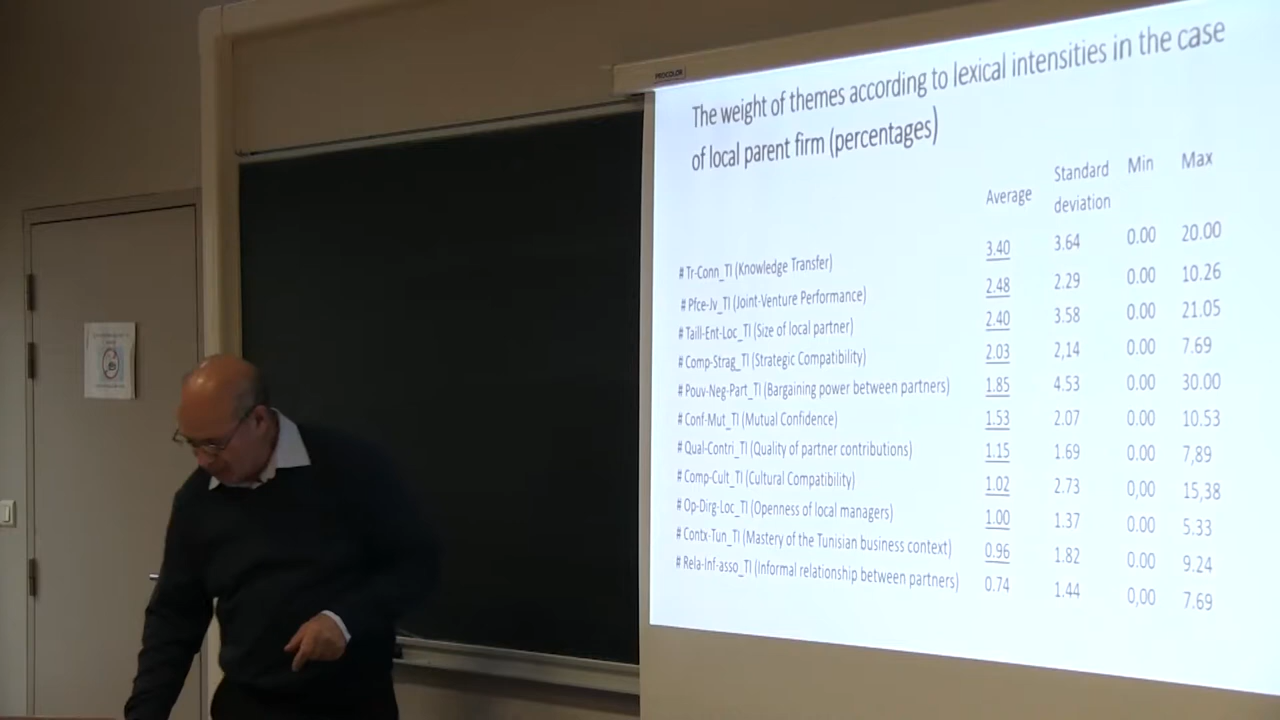 PROCOLOR
The weight of themes according to lexical intensities in the case
of local parent firm (percentages)
Average Standard deviation Min Max
# Tr-Conn_TI (Knowledge Transfer) 3.40 3.64 0.00 20.00
# Pfce-Jv_TI (Joint-Venture Performance) 2.48 2.29 0.00 10.26
# Taill-Ent-Loc_TI (Size of local partner) 2.40 3.58 0.00 21.05
# Comp-Strag_TI (Strategic Compatibility) 2.03 2,14 0.00 7.69
# Pouv-Neg-Part_TI (Bargaining power between partners) 1.85 4.53 0.00 30.00
# Conf-Mut_TI (Mutual Confidence) 1.53 2.07 0.00 10.53
# Qual-Contri_TI (Quality of partner contributions) 1.15 1.69 0.00 7,89
# Comp-Cult_TI (Cultural Compatibility) 1.02 2.73 0,00 15,38
# Op-Dirg-Loc_TI (Openness of local managers) 1.00 1.37 0.00 5.33
# Contx-Tun_TI (Mastery of the Tunisian business context) 0.96 1.82 0.00 9.24
# Rela-Inf-asso_TI (Informal relationship between partners) 0.74 1.44 0,00 7.69